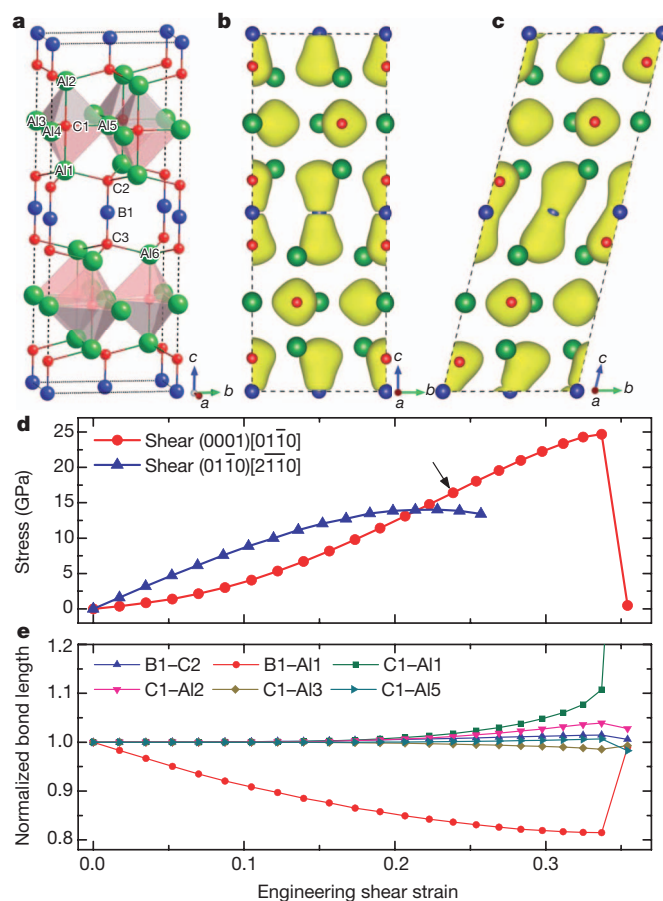 a
b
c
Al2
Al3
C1
Al5
Al4
Al1
C2
B1
C3
Al6
c
b
a
c
b
a
c
b
a
d
Stress (GPa)
25
20
15
10
5
0
Shear (0001)[011̅0]
Shear (011̅0)[2̅1̅1̅0]
e
Normalized bond length
1.2
1.1
1.0
0.9
0.8
B1–C2 B1–Al1 C1–Al1
C1–Al2 C1–Al3 C1–Al5
0.0 0.1 0.2 0.3
Engineering shear strain